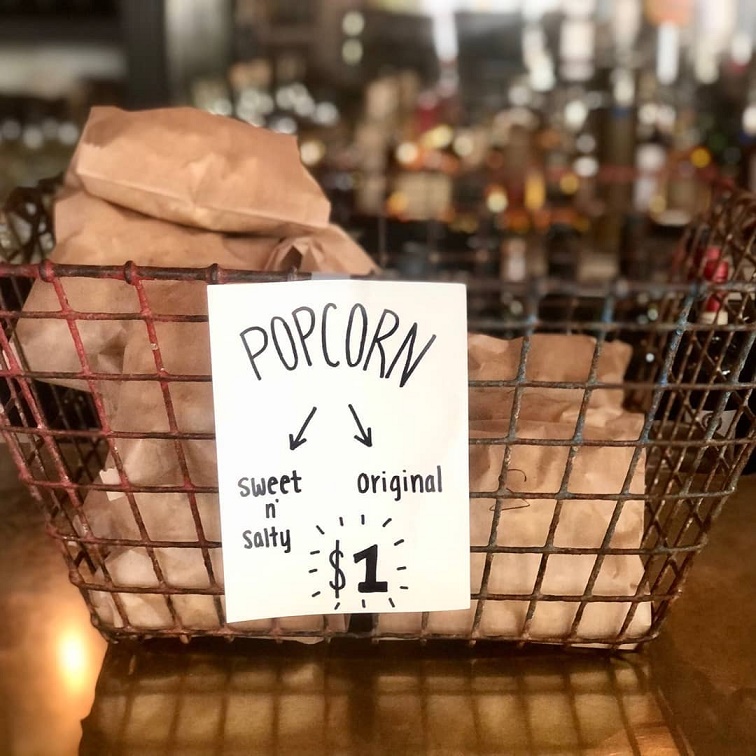 POPCORN
sweet
n'
salty
original
$1